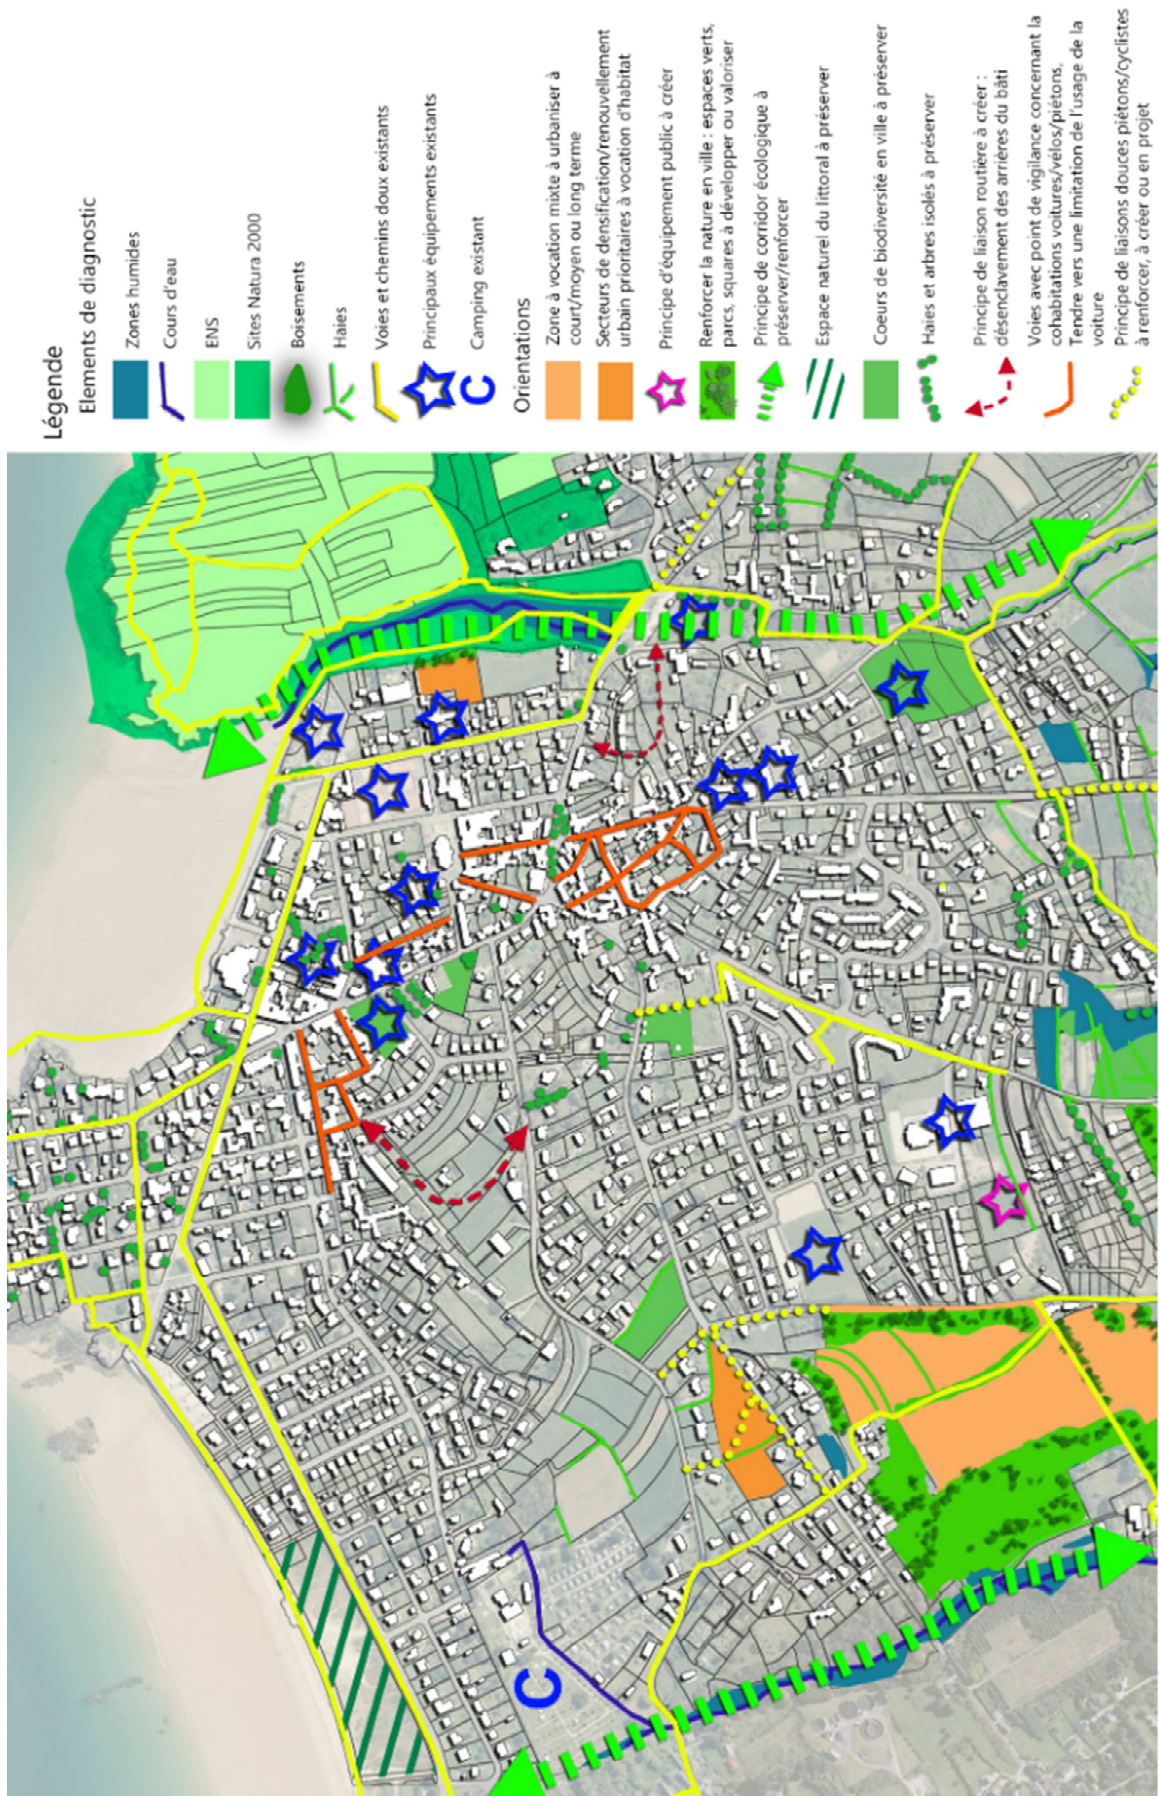 Légende
Elements de diagnostic
Zones humides
Cours d'eau
ENS
Sites Natura 2000
Boisements
Haies
Voies et chemins doux existants
Principaux équipements existants
C
Camping existant
Orientations
Zone à vocation mixte à urbaniser à
court/moyen ou long terme
Secteurs de densification/renouvellement
urbain prioritaires à vocation d'habitat
Principe d'équipement public à créer
Renforcer la nature en ville : espaces verts,
parcs, squares à développer ou valoriser
Principe de corridor écologique à
préserver/renforcer
Espace naturel du littoral à préserver
Coeurs de biodiversité en ville à préserver
Haies et arbres isolés à préserver
Principe de liaison routière à créer :
désenclavement des arrières du bâti
Voies avec point de vigilance concernant la
cohabitations voitures/vélos/piétons,
Tendre vers une limitation de l'usage de la
voiture
Principe de liaisons douces piétons/cyclistes
à renforcer, à créer ou en projet
C